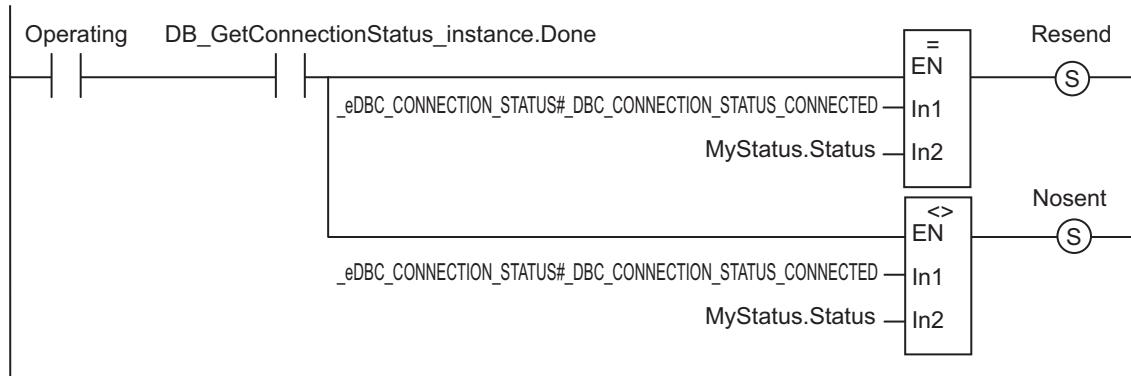 Operating
DB_GetConnectionStatus_instance.Done
=
Resend
EN
S
_eDBC_CONNECTION_STATUS#_DBC_CONNECTION_STATUS_CONNECTED
In1
MyStatus.Status
In2
<>
Nosent
EN
S
_eDBC_CONNECTION_STATUS#_DBC_CONNECTION_STATUS_CONNECTED
In1
MyStatus.Status
In2